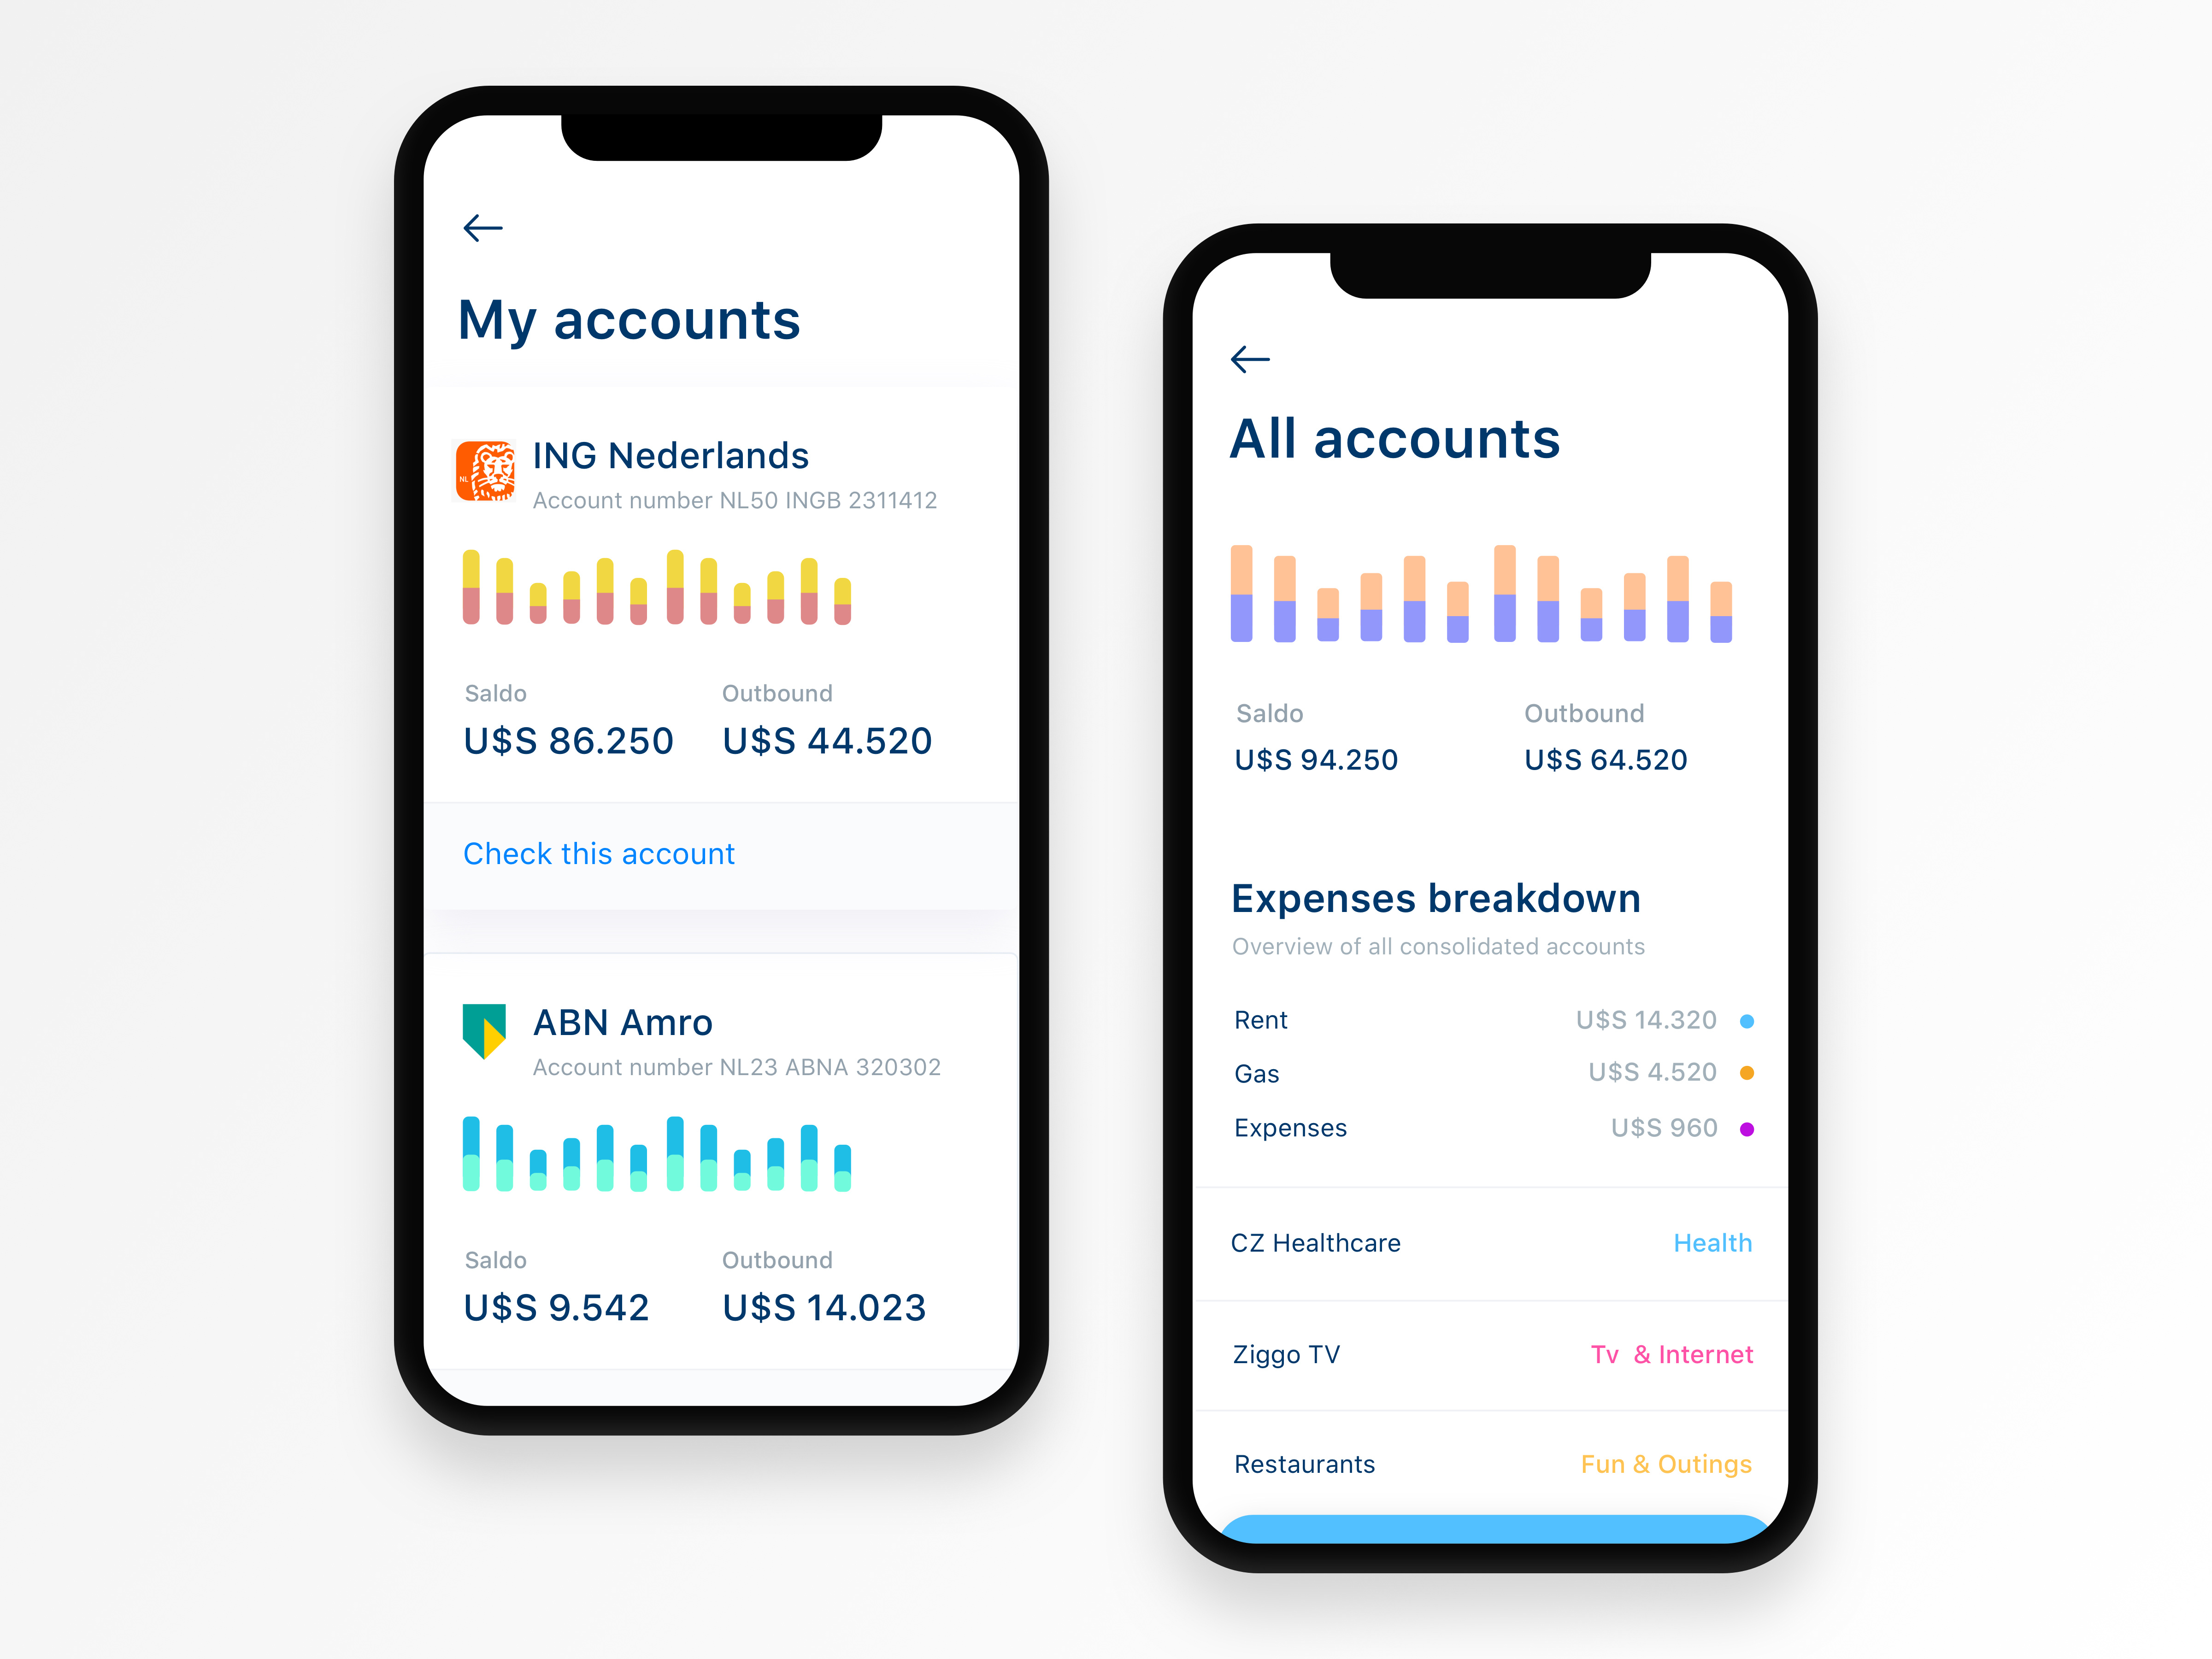 My accounts
NL
ING Nederlands
Account number NL50 INGB 2311412
Saldo
Outbound
U$S 86.250
U$S 44.520
Check this account
ABN Amro
Account number NL23 ABNA 320302
Saldo
Outbound
U$S 9.542
U$S 14.023
All accounts
Saldo
Outbound
U$S 94.250
U$S 64.520
Expenses breakdown
Overview of all consolidated accounts
Rent U$S 14.320
Gas U$S 4.520
Expenses U$S 960
CZ Healthcare Health
Ziggo TV Tv & Internet
Restaurants Fun & Outings